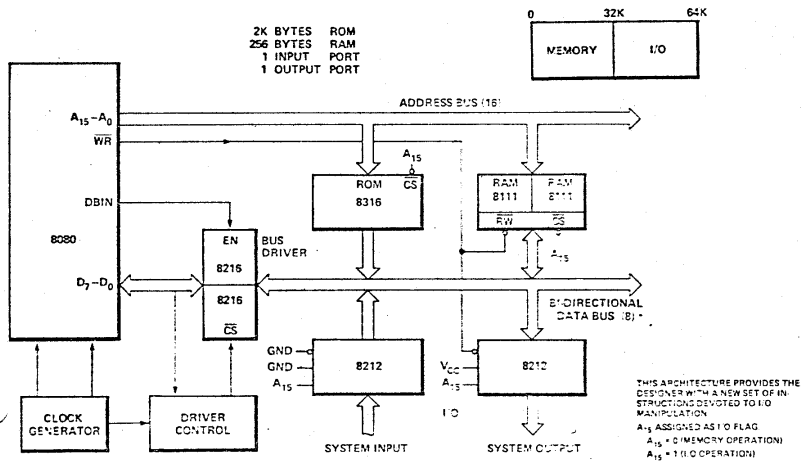 2K BYTES ROM
256 BYTES RAM
1 INPUT PORT
1 OUTPUT PORT
0 32K 64K
MEMORY I/O
ADDRESS BUS (16)
A15-A0
WR
A15
ROM CS
8316
RAM 8111
RAM 8111
RW CS
A15
DBIN
8080
EN
BUS DRIVER
8216
8216
CS
D7-D0
BI-DIRECTIONAL
DATA BUS (8)
GND
GND
A15
8212
VCC
A15
8212
I/O
CLOCK GENERATOR
DRIVER CONTROL
SYSTEM INPUT
SYSTEM OUTPUT
THIS ARCHITECTURE PROVIDES THE
DESIGNER WITH A NEW SET OF IN-
STRUCTIONS DEVOTED TO I/O
MANIPULATION
A15 ASSIGNED AS I/O FLAG
A15 = 0 (MEMORY OPERATION)
A15 = 1 (I/O OPERATION)